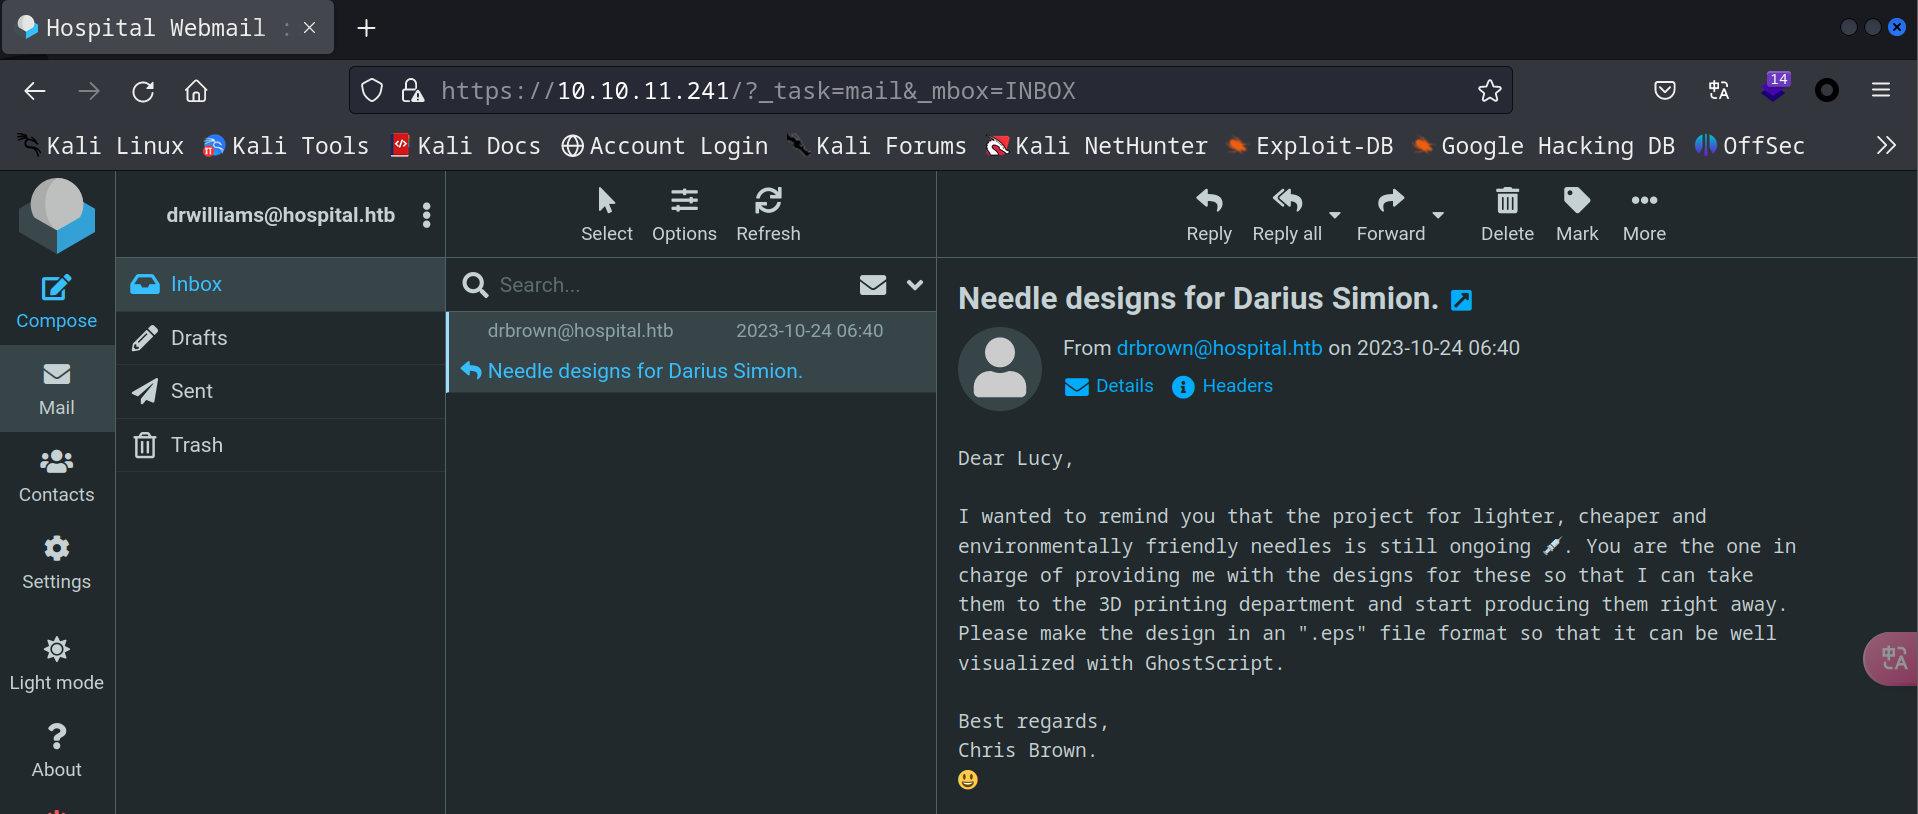 Hospital Webmail :
https://10.10.11.241/?_task=mail&_mbox=INBOX
14
Kali Linux Kali Tools Kali Docs Account Login Kali Forums Kali NetHunter Exploit-DB Google Hacking DB OffSec
drwilliams@hospital.htb
Select Options Refresh
Reply Reply all Forward Delete Mark More
Compose
Mail
Contacts
Settings
Light mode
About
Inbox
Drafts
Sent
Trash
Search...
drbrown@hospital.htb 2023-10-24 06:40
Needle designs for Darius Simion.
Needle designs for Darius Simion.
From drbrown@hospital.htb on 2023-10-24 06:40
Details Headers
Dear Lucy,
I wanted to remind you that the project for lighter, cheaper and
environmentally friendly needles is still ongoing 💉. You are the one in
charge of providing me with the designs for these so that I can take
them to the 3D printing department and start producing them right away.
Please make the design in an ".eps" file format so that it can be well
visualized with GhostScript.
Best regards,
Chris Brown.
😃